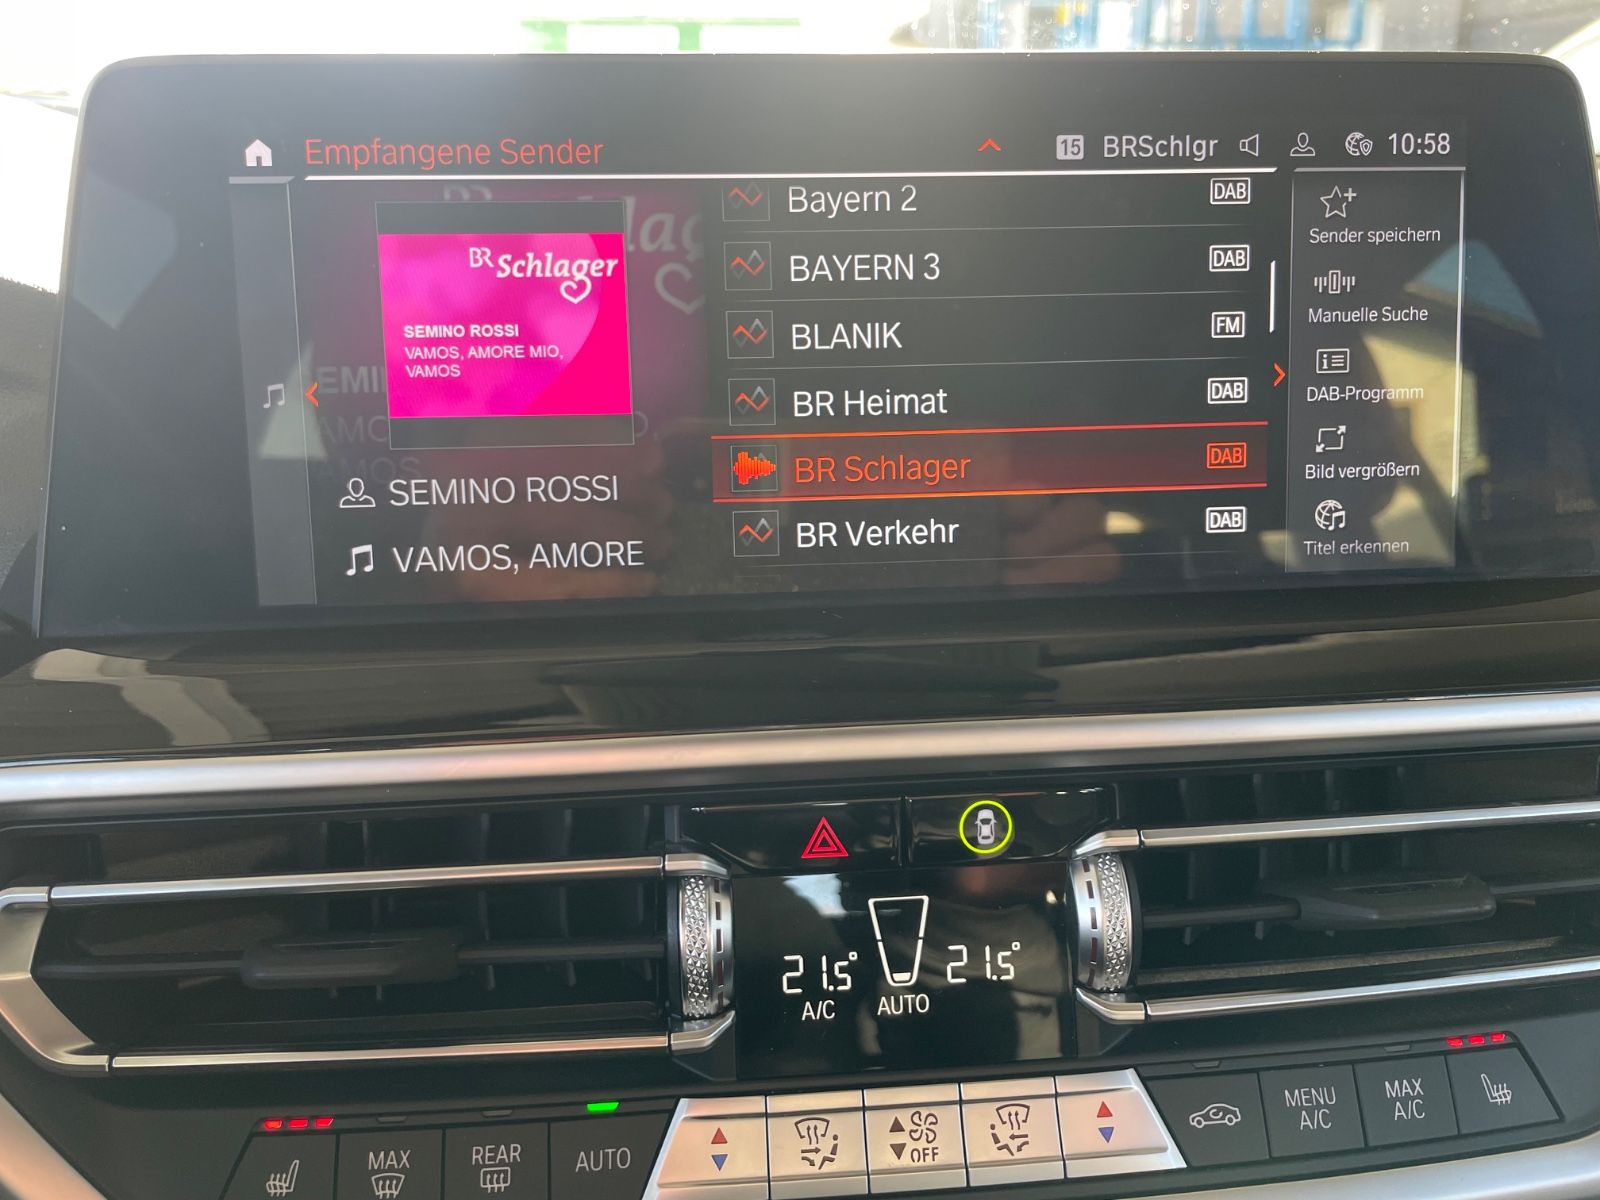 Empfangene Sender
15 BRSchlgr 10:58
BR Schlager
SEMINO ROSSI
VAMOS, AMORE MIO,
VAMOS
SEMINO ROSSI
VAMOS, AMORE
Bayern 2 DAB
BAYERN 3 DAB
BLANIK FM
BR Heimat DAB
BR Schlager DAB
BR Verkehr DAB
Sender speichern
Manuelle Suche
DAB-Programm
Bild vergrößern
Titel erkennen
21.5° 21.5°
A/C AUTO
MAX
REAR
AUTO
OFF
MENU
A/C
MAX
A/C